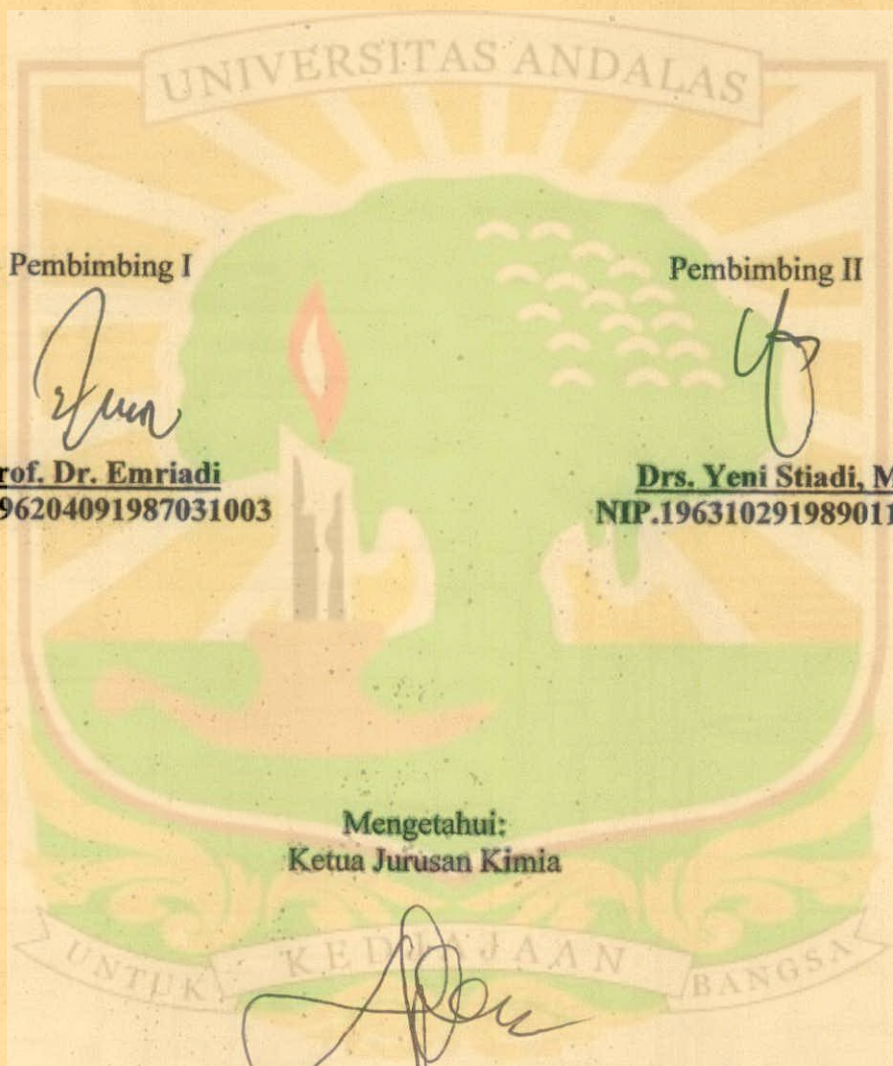 UNIVERSITAS ANDALAS
Pembimbing I
Pembimbing II
rof. Dr. Emriadi
96204091987031003
Drs. Yeni Stiadi, M
NIP.19631029198901
Mengetahui:
Ketua Jurusan Kimia
UNTUK KEDJAJAAN BANGSA